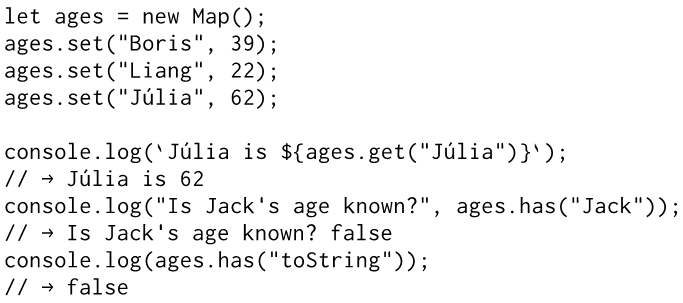 let ages = new Map();
ages.set("Boris", 39);
ages.set("Liang", 22);
ages.set("Júlia", 62);

console.log(`Júlia is ${ages.get("Júlia")}`);
// → Júlia is 62
console.log("Is Jack's age known?", ages.has("Jack"));
// → Is Jack's age known? false
console.log(ages.has("toString"));
// → false